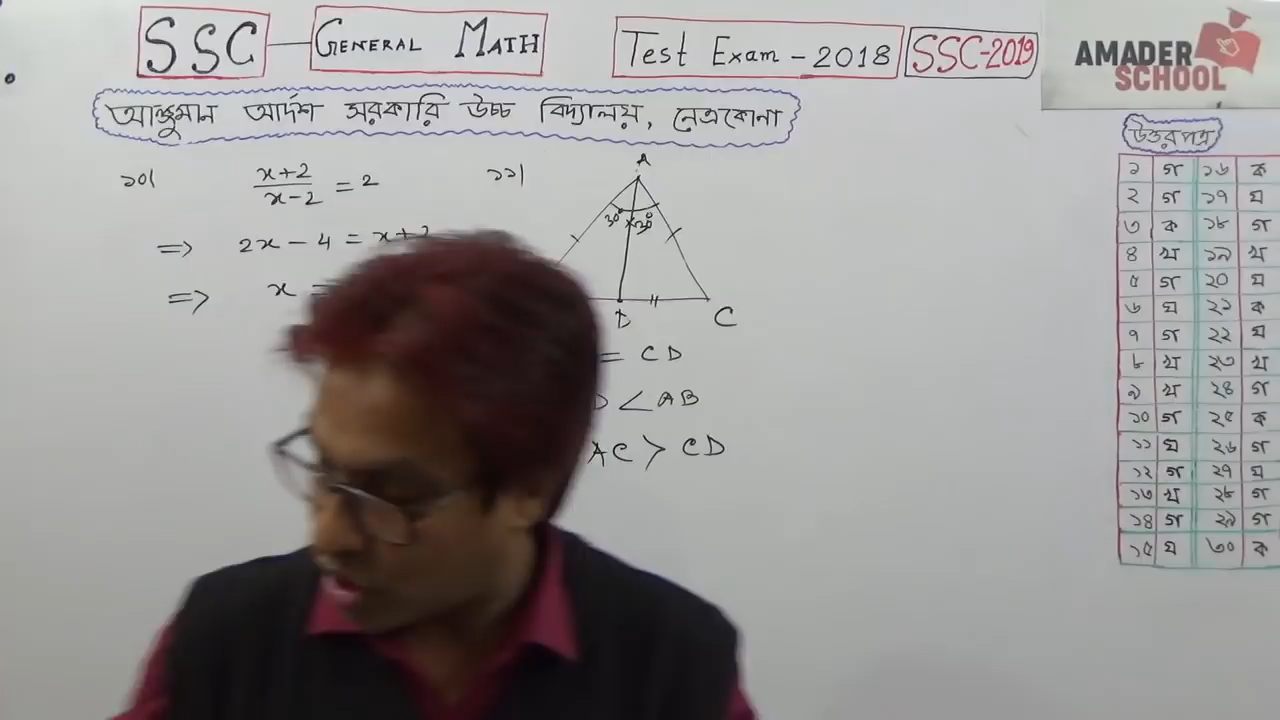 SSC - GENERAL MATH
Test Exam - 2018 SSC-2019
AMADER
SCHOOL
আঞ্জুমান আর্দশ সরকারি উচ্চ বিদ্যালয়, নেত্রকোনা
উত্তরপত্র
১০। (x+2)/(x-2) = 2
=> 2x - 4 = x+2
=> x =
১১।
A
30° 30°
D C
= CD
D < AB
AC > CD
১ গ ১৬ ক
২ গ ১৭ ঘ
৩ ক ১৮ গ
৪ খ ১৯ খ
৫ গ ২০ ঘ
৬ ঘ ২১ ক
৭ গ ২২ ঘ
৮ খ ২৩ খ
৯ খ ২৪ গ
১০ গ ২৫ ক
১১ ঘ ২৬ গ
১২ গ ২৭ ঘ
১৩ খ ২৮ গ
১৪ গ ২৯ গ
১৫ ঘ ৩০ ক